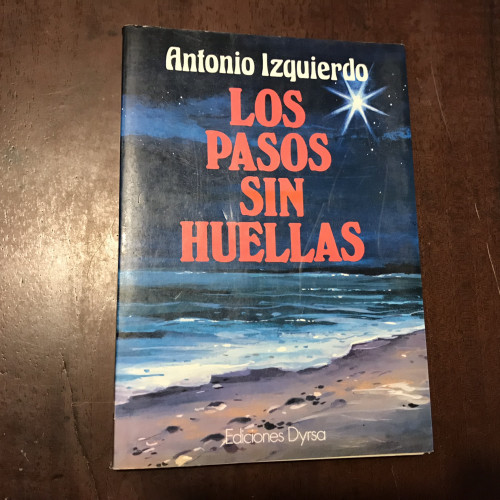 Antonio Izquierdo
LOS
PASOS
SIN
HUELLAS
Ediciones Dyrsa